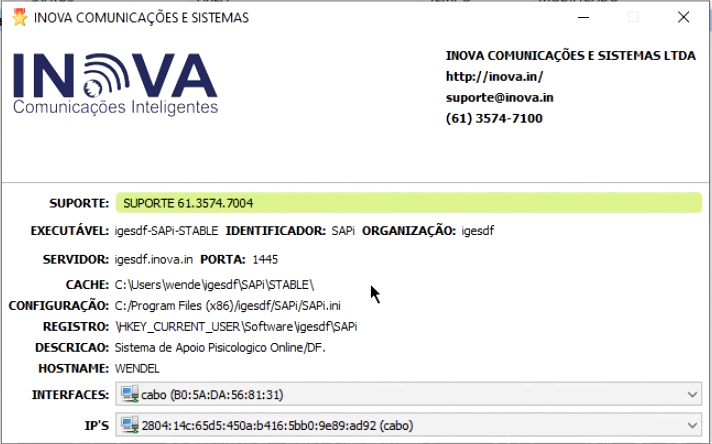 INOVA COMUNICAÇÕES E SISTEMAS
INOVA
Comunicações Inteligentes
INOVA COMUNICAÇÕES E SISTEMAS LTDA
http://inova.in/
suporte@inova.in
(61) 3574-7100
SUPORTE: SUPORTE 61.3574.7004
EXECUTÁVEL: igesdf-SAPi-STABLE IDENTIFICADOR: SAPi ORGANIZAÇÃO: igesdf
SERVIDOR: igesdf.inova.in PORTA: 1445
CACHE: C:\Users\wende\igesdf\SAPi\STABLE\
CONFIGURAÇÃO: C:/Program Files (x86)/igesdf/SAPi/SAPi.ini
REGISTRO: \HKEY_CURRENT_USER\Software\igesdf\SAPi
DESCRICAO: Sistema de Apoio Pisicologico Online/DF.
HOSTNAME: WENDEL
INTERFACES: cabo (B0:5A:DA:56:81:31)
IP'S 2804:14c:65d5:450a:b416:5bb0:9e89:ad92 (cabo)